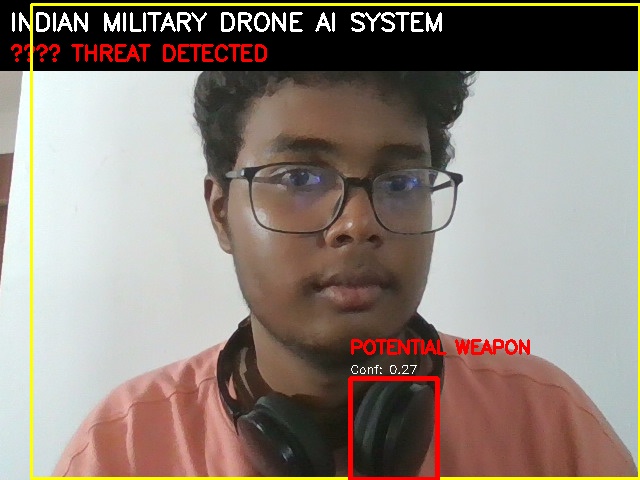 INDIAN MILITARY DRONE AI SYSTEM
???? THREAT DETECTED
POTENTIAL WEAPON
Conf: 0.27